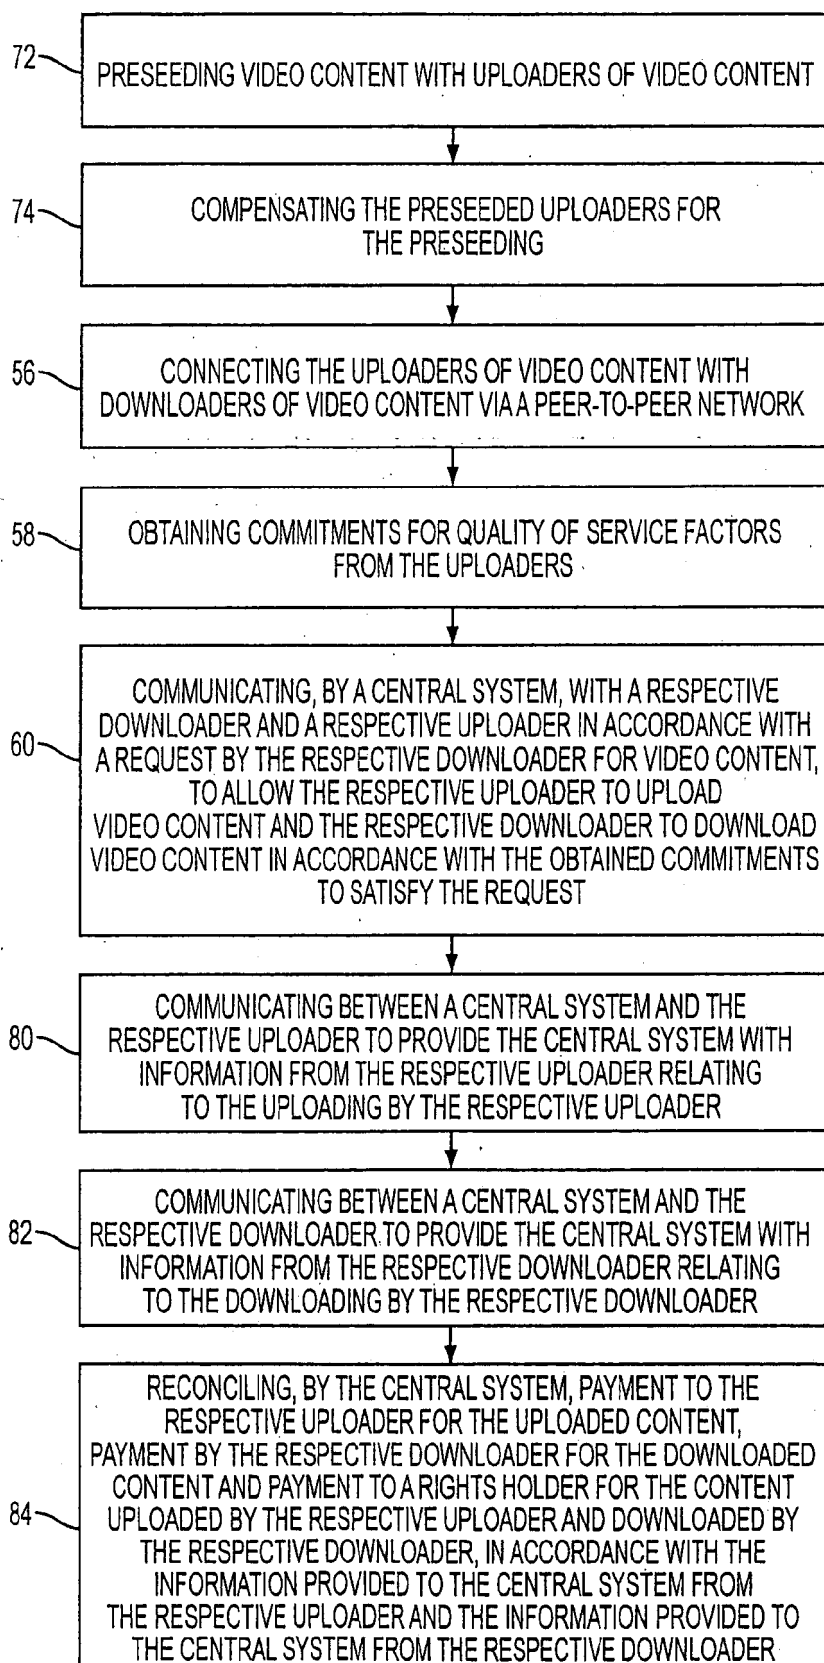 72
PRESEEDING VIDEO CONTENT WITH UPLOADERS OF VIDEO CONTENT
74
COMPENSATING THE PRESEEDED UPLOADERS FOR
THE PRESEEDING
56
CONNECTING THE UPLOADERS OF VIDEO CONTENT WITH
DOWNLOADERS OF VIDEO CONTENT VIA A PEER-TO-PEER NETWORK
58
OBTAINING COMMITMENTS FOR QUALITY OF SERVICE FACTORS
FROM THE UPLOADERS
60
COMMUNICATING, BY A CENTRAL SYSTEM, WITH A RESPECTIVE
DOWNLOADER AND A RESPECTIVE UPLOADER IN ACCORDANCE WITH
A REQUEST BY THE RESPECTIVE DOWNLOADER FOR VIDEO CONTENT,
TO ALLOW THE RESPECTIVE UPLOADER TO UPLOAD
VIDEO CONTENT AND THE RESPECTIVE DOWNLOADER TO DOWNLOAD
VIDEO CONTENT IN ACCORDANCE WITH THE OBTAINED COMMITMENTS
TO SATISFY THE REQUEST
80
COMMUNICATING BETWEEN A CENTRAL SYSTEM AND THE
RESPECTIVE UPLOADER TO PROVIDE THE CENTRAL SYSTEM WITH
INFORMATION FROM THE RESPECTIVE UPLOADER RELATING
TO THE UPLOADING BY THE RESPECTIVE UPLOADER
82
COMMUNICATING BETWEEN A CENTRAL SYSTEM AND THE
RESPECTIVE DOWNLOADER TO PROVIDE THE CENTRAL SYSTEM WITH
INFORMATION FROM THE RESPECTIVE DOWNLOADER RELATING
TO THE DOWNLOADING BY THE RESPECTIVE DOWNLOADER
84
RECONCILING, BY THE CENTRAL SYSTEM, PAYMENT TO THE
RESPECTIVE UPLOADER FOR THE UPLOADED CONTENT,
PAYMENT BY THE RESPECTIVE DOWNLOADER FOR THE DOWNLOADED
CONTENT AND PAYMENT TO A RIGHTS HOLDER FOR THE CONTENT
UPLOADED BY THE RESPECTIVE UPLOADER AND DOWNLOADED BY
THE RESPECTIVE DOWNLOADER, IN ACCORDANCE WITH THE
INFORMATION PROVIDED TO THE CENTRAL SYSTEM FROM
THE RESPECTIVE UPLOADER AND THE INFORMATION PROVIDED TO
THE CENTRAL SYSTEM FROM THE RESPECTIVE DOWNLOADER